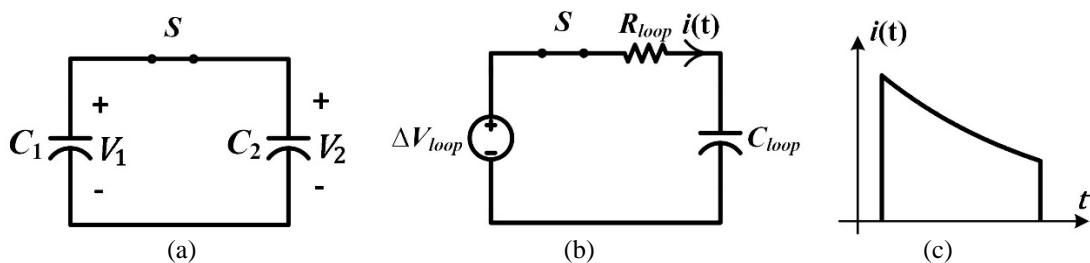 S
+
+
C1
V1
C2
V2
-
-
(a)
S
Rloop
i(t)
ΔVloop
+
-
Cloop
(b)
i(t)
t
(c)